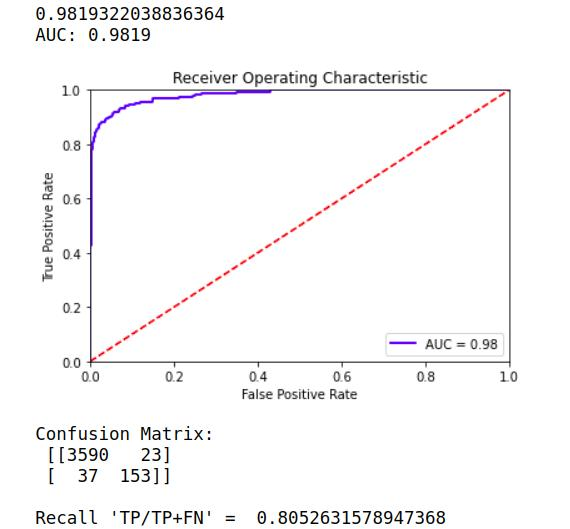 0.9819322038836364
AUC: 0.9819
Receiver Operating Characteristic
1.0
0.8
0.6
0.4
0.2
0.0
True Positive Rate
AUC = 0.98
0.0 0.2 0.4 0.6 0.8 1.0
False Positive Rate
Confusion Matrix:
[[3590 23]
[ 37 153]]
Recall 'TP/TP+FN' = 0.8052631578947368